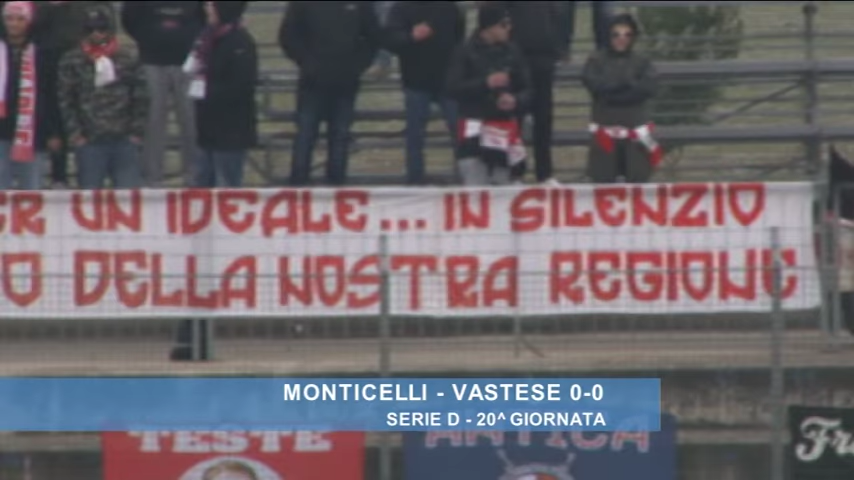 ER UN IDEALE... IN SILENZIO
O DELLA NOSTRA REGIONE
MONTICELLI - VASTESE 0-0
SERIE D - 20^ GIORNATA
TESTE
ANTICA
Fr